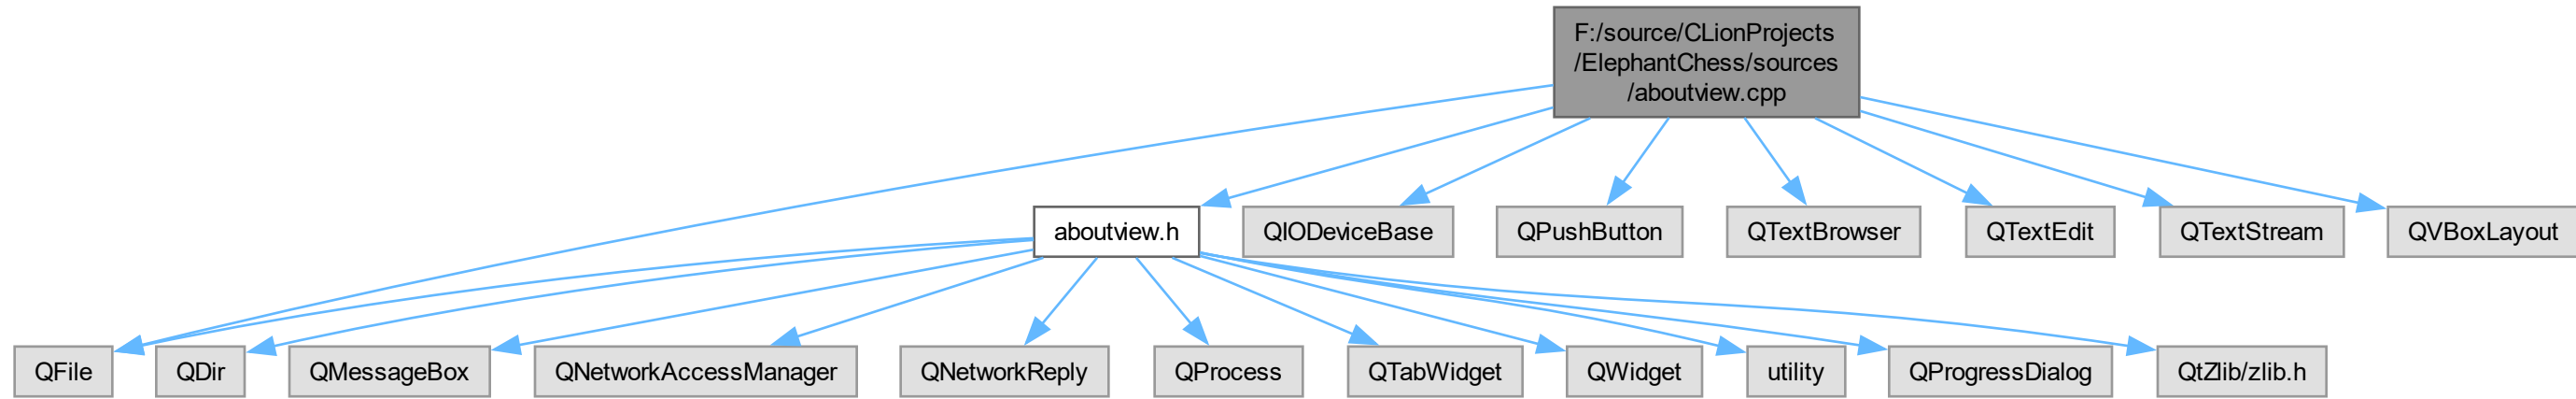 F:/source/CLionProjects
/ElephantChess/sources
/aboutview.cpp
aboutview.h
QIODeviceBase
QPushButton
QTextBrowser
QTextEdit
QTextStream
QVBoxLayout
QFile
QDir
QMessageBox
QNetworkAccessManager
QNetworkReply
QProcess
QTabWidget
QWidget
utility
QProgressDialog
QtZlib/zlib.h